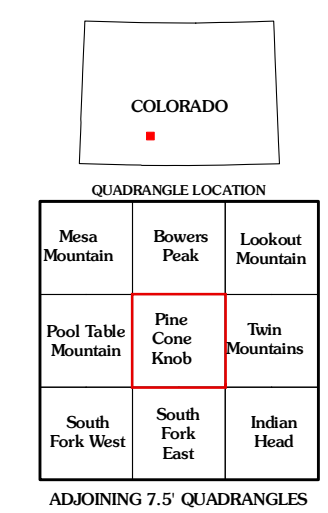 COLORADO
QUADRANGLE LOCATION
Mesa
Mountain
Bowers
Peak
Lookout
Mountain
Pool Table
Mountain
Pine
Cone
Knob
Twin
Mountains
South
Fork West
South
Fork
East
Indian
Head
ADJOINING 7.5' QUADRANGLES